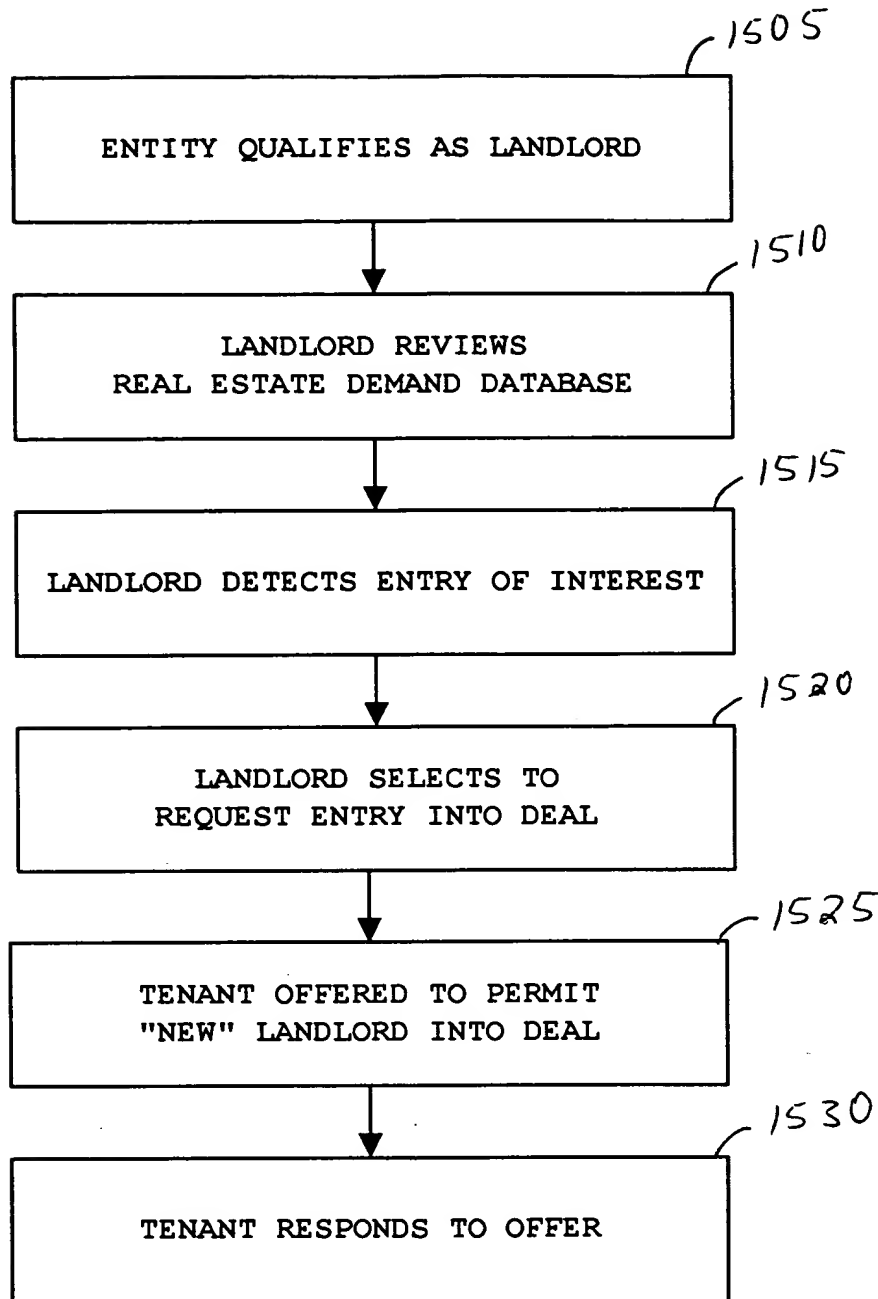 1505
ENTITY QUALIFIES AS LANDLORD
1510
LANDLORD REVIEWS
REAL ESTATE DEMAND DATABASE
1515
LANDLORD DETECTS ENTRY OF INTEREST
1520
LANDLORD SELECTS TO
REQUEST ENTRY INTO DEAL
1525
TENANT OFFERED TO PERMIT
"NEW" LANDLORD INTO DEAL
1530
TENANT RESPONDS TO OFFER